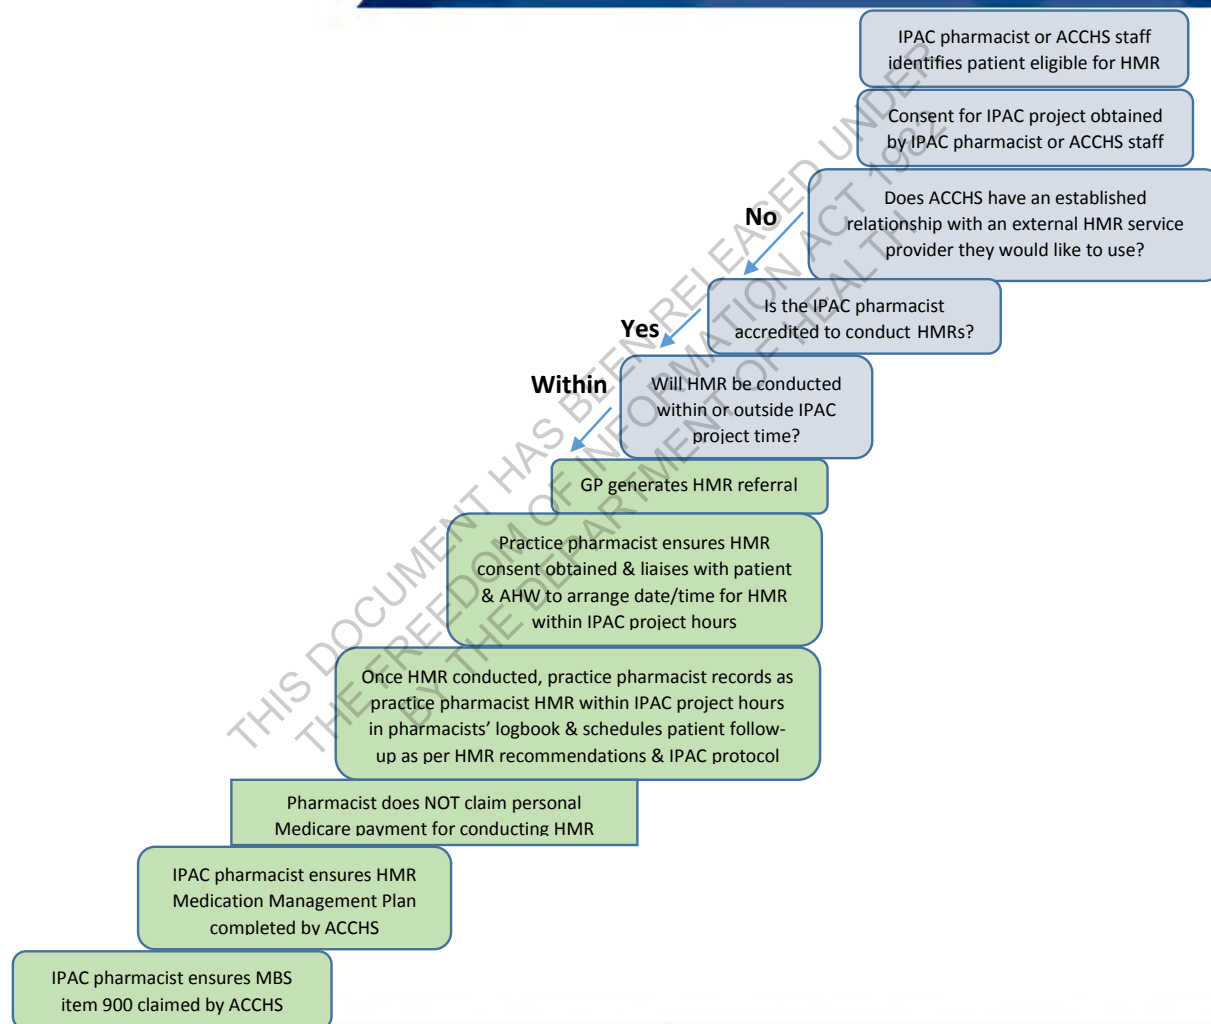 IPAC pharmacist or ACCHS staff
identifies patient eligible for HMR
Consent for IPAC project obtained
by IPAC pharmacist or ACCHS staff
Does ACCHS have an established
relationship with an external HMR service
provider they would like to use?
No
Is the IPAC pharmacist
accredited to conduct HMRs?
Yes
Will HMR be conducted
within or outside IPAC
project time?
Within
GP generates HMR referral
Practice pharmacist ensures HMR
consent obtained & liaises with patient
& AHW to arrange date/time for HMR
within IPAC project hours
Once HMR conducted, practice pharmacist records as
practice pharmacist HMR within IPAC project hours
in pharmacists’ logbook & schedules patient follow-
up as per HMR recommendations & IPAC protocol
Pharmacist does NOT claim personal
Medicare payment for conducting HMR
IPAC pharmacist ensures HMR
Medication Management Plan
completed by ACCHS
IPAC pharmacist ensures MBS
item 900 claimed by ACCHS
THIS DOCUMENT HAS BEEN RELEASED UNDER
THE FREEDOM OF INFORMATION ACT 1982
BY THE DEPARTMENT OF HEALTH